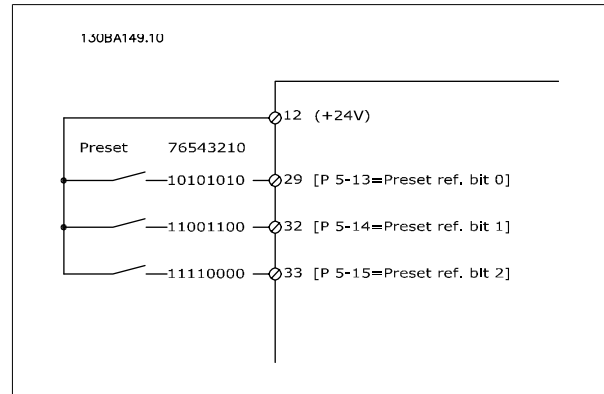 130BA149.10
12 (+24V)
Preset 76543210
10101010 29 [P 5-13=Preset ref. bit 0]
11001100 32 [P 5-14=Preset ref. bit 1]
11110000 33 [P 5-15=Preset ref. bit 2]